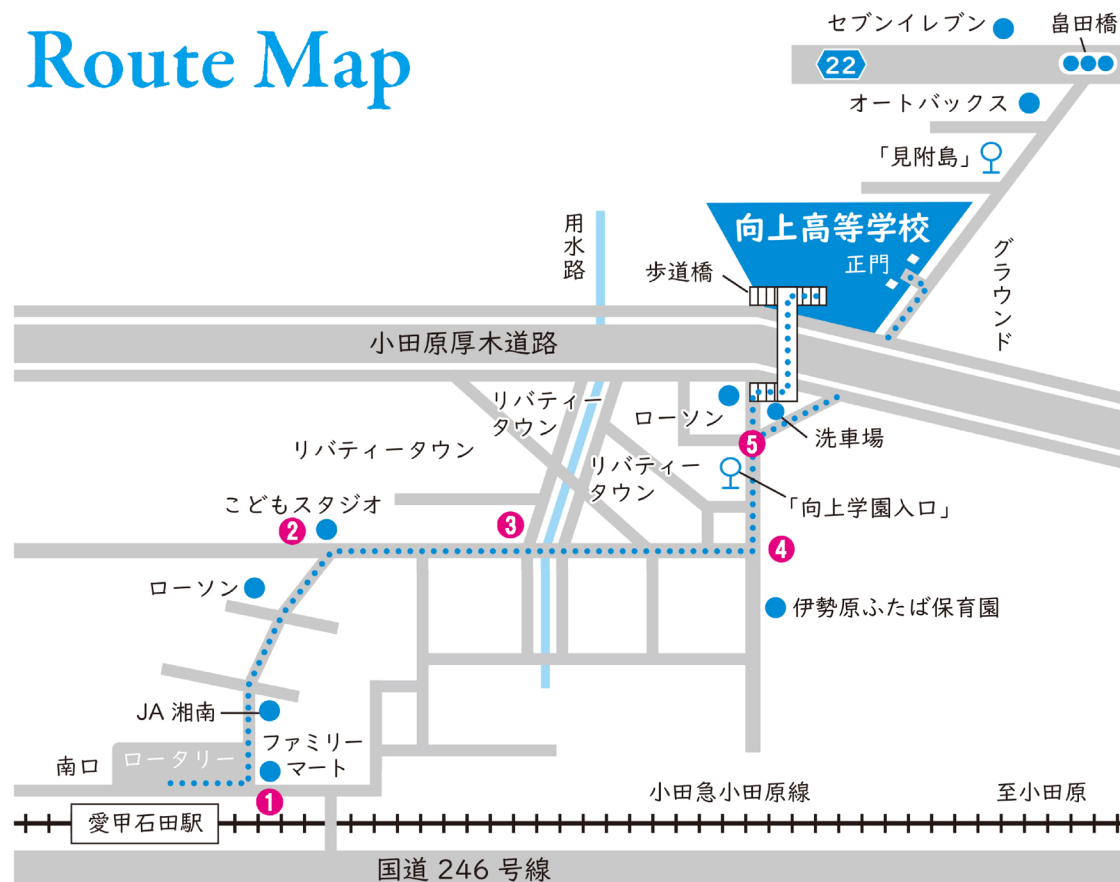 Route Map
セブンイレブン
畠田橋
22
オートバックス
「見附島」
向上高等学校
正門
グラウンド
用水路
歩道橋
小田原厚木道路
リバティー
タウン
ローソン
洗車場
リバティータウン
リバティー
タウン
5
「向上学園入口」
こどもスタジオ
2
3
4
ローソン
伊勢原ふたば保育園
JA 湘南
ファミリー
マート
南口
ロータリー
1
小田急小田原線
至小田原
愛甲石田駅
国道 246 号線